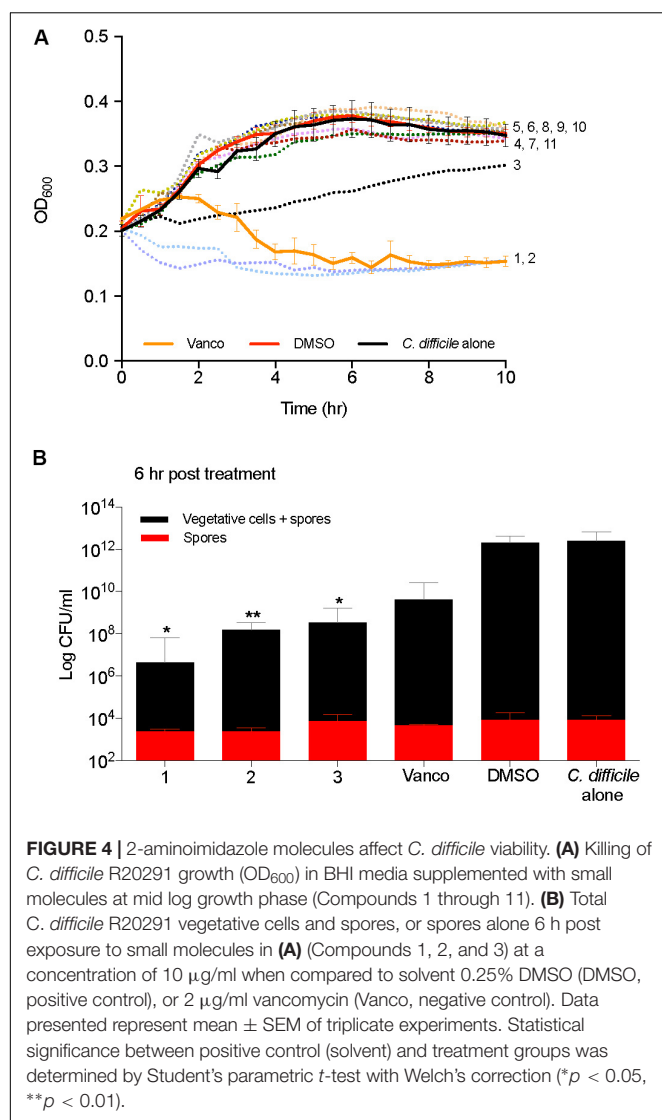 A
0.5
0.4
0.3
0.2
0.1
0.0
OD600
0 2 4 6 8 10
Time (hr)
5, 6, 8, 9, 10
4, 7, 11
3
1, 2
Vanco DMSO C. difficile alone
B
6 hr post treatment
Vegetative cells + spores
Spores
10^14
10^12
10^10
10^8
10^6
10^4
10^2
Log CFU/ml
* ** *
1 2 3 Vanco DMSO C. difficile
alone
FIGURE 4 | 2-aminoimidazole molecules affect C. difficile viability. (A) Killing of
C. difficile R20291 growth (OD600) in BHI media supplemented with small
molecules at mid log growth phase (Compounds 1 through 11). (B) Total
C. difficile R20291 vegetative cells and spores, or spores alone 6 h post
exposure to small molecules in (A) (Compounds 1, 2, and 3) at a
concentration of 10 μg/ml when compared to solvent 0.25% DMSO (DMSO,
positive control), or 2 μg/ml vancomycin (Vanco, negative control). Data
presented represent mean ± SEM of triplicate experiments. Statistical
significance between positive control (solvent) and treatment groups was
determined by Student's parametric t-test with Welch's correction (*p < 0.05,
**p < 0.01).